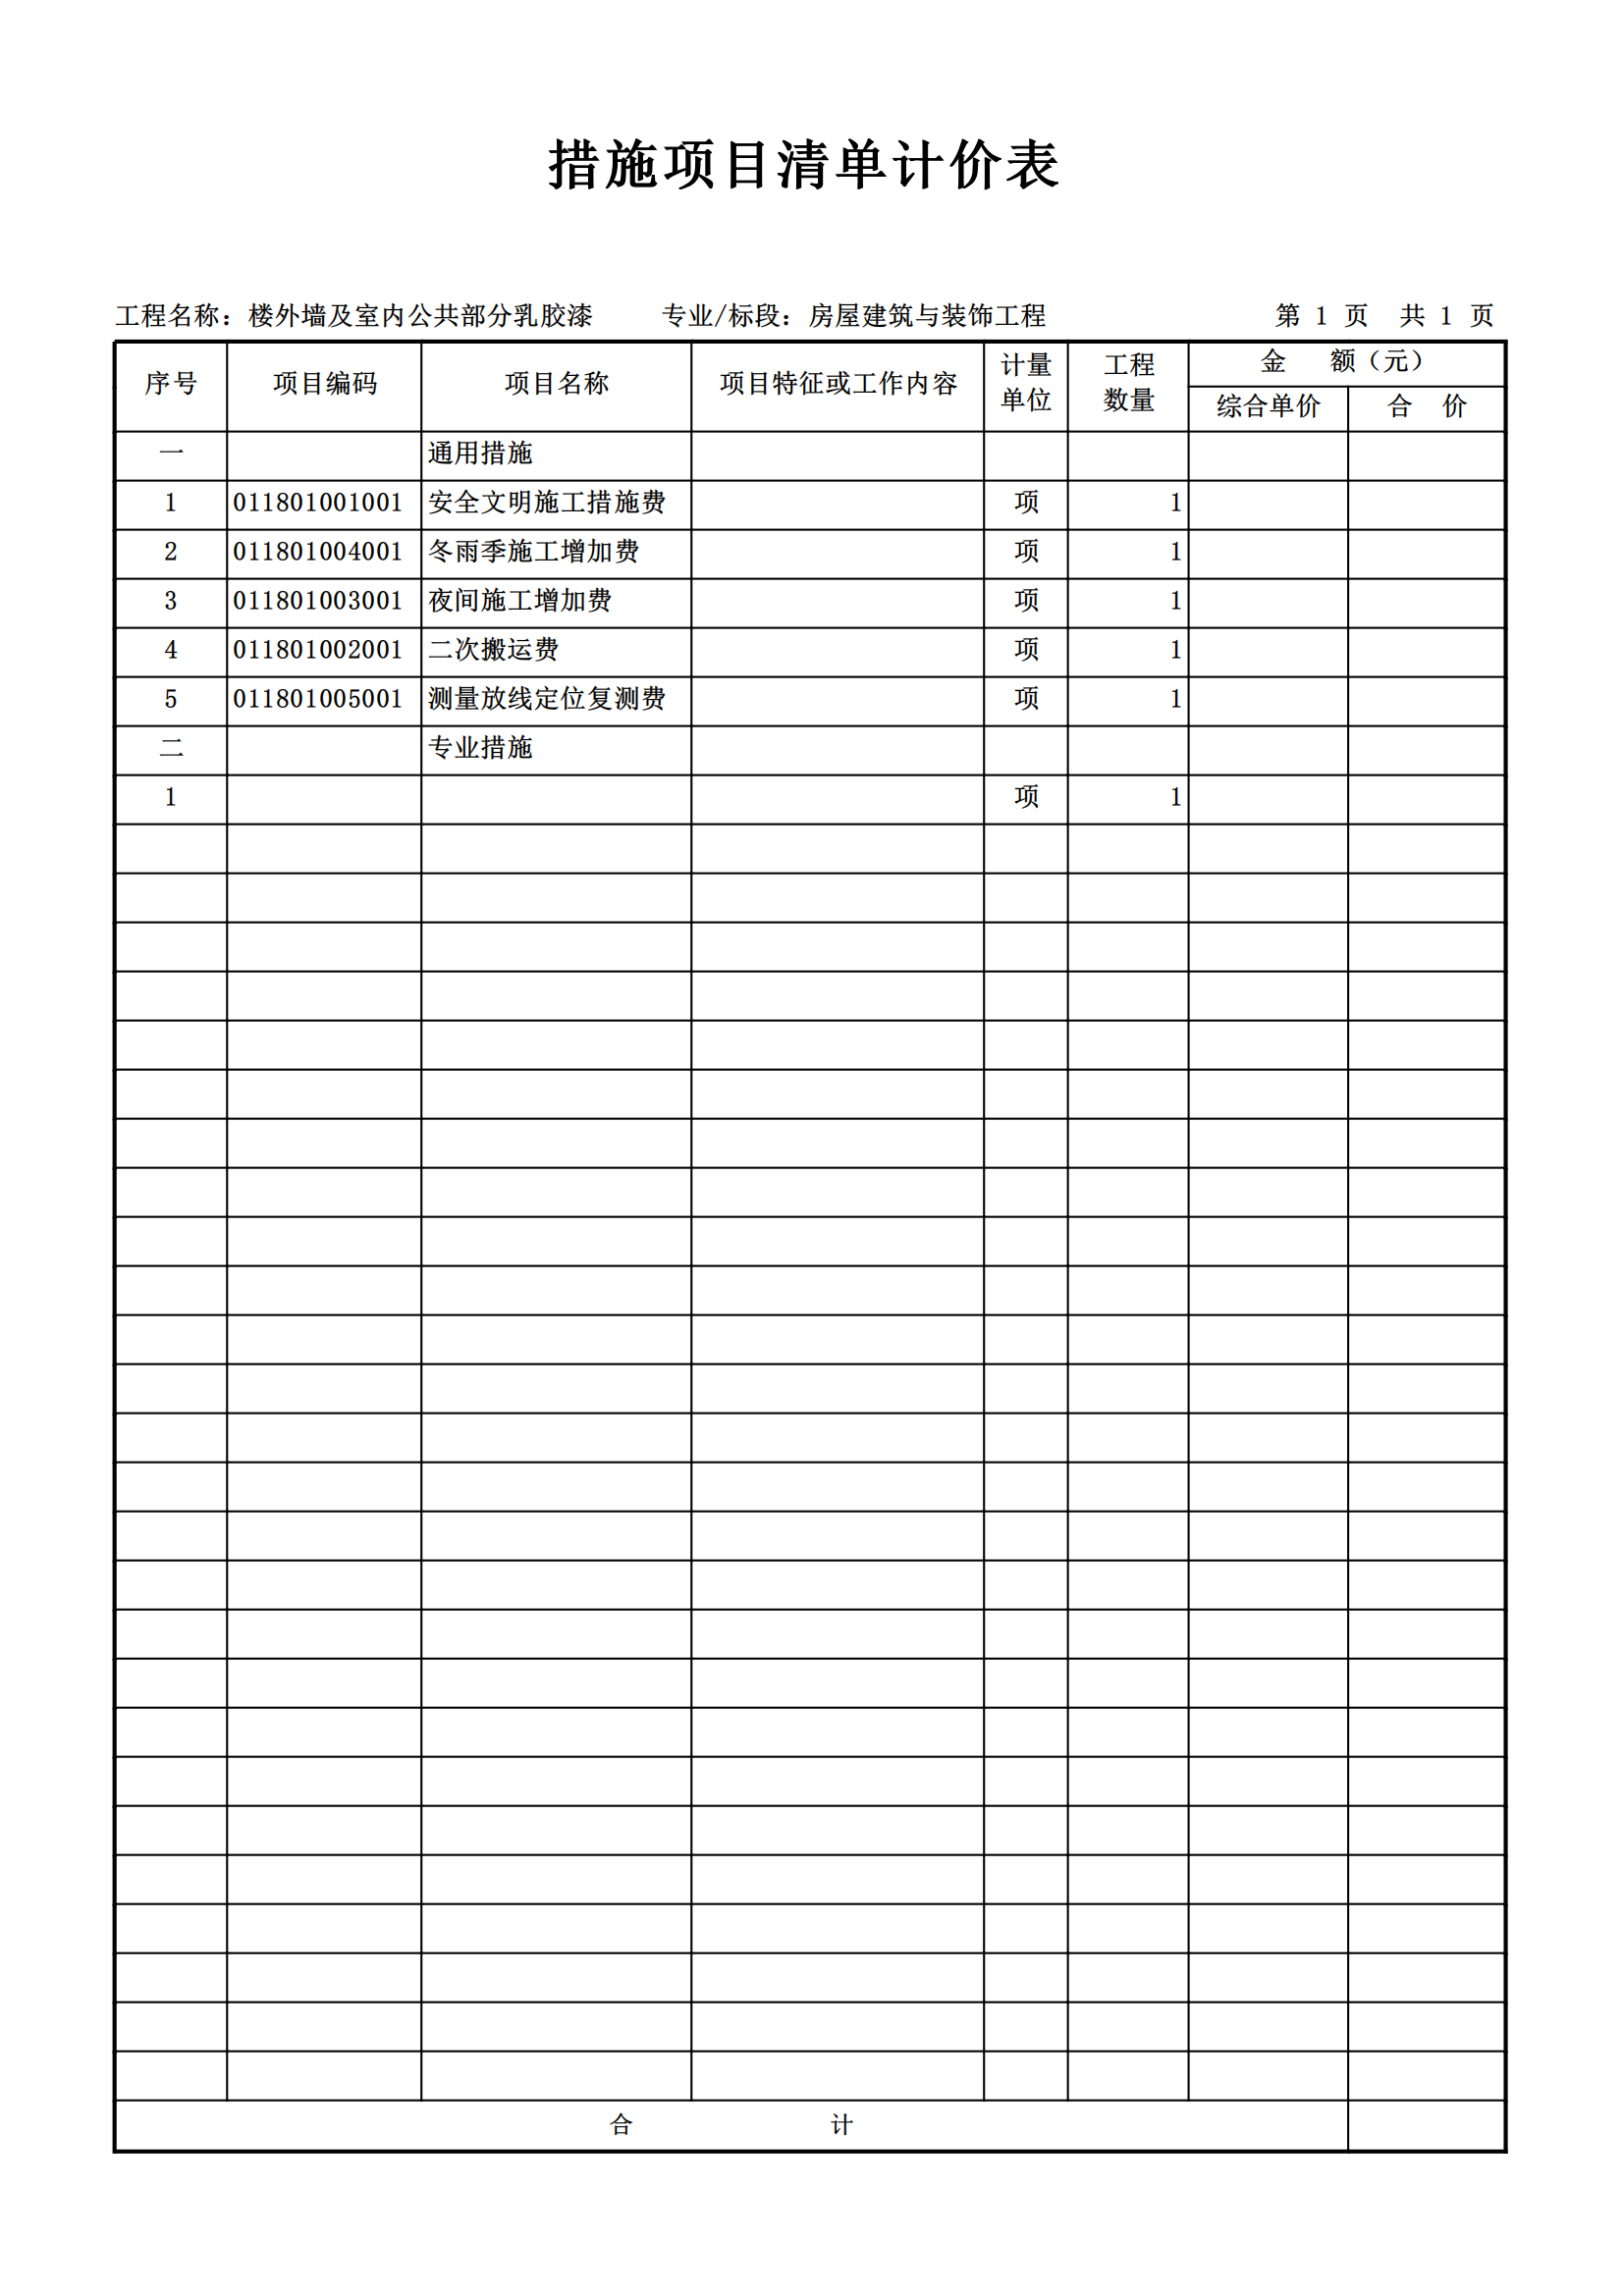 措施项目清单计价表
工程名称：楼外墙及室内公共部分乳胶漆 专业/标段：房屋建筑与装饰工程 第 1 页 共 1 页
序号 项目编码 项目名称 项目特征或工作内容 计量单位 工程数量 金 额（元）
综合单价 合 价
一 通用措施
1 011801001001 安全文明施工措施费 项 1
2 011801004001 冬雨季施工增加费 项 1
3 011801003001 夜间施工增加费 项 1
4 011801002001 二次搬运费 项 1
5 011801005001 测量放线定位复测费 项 1
二 专业措施
1 项 1
合 计